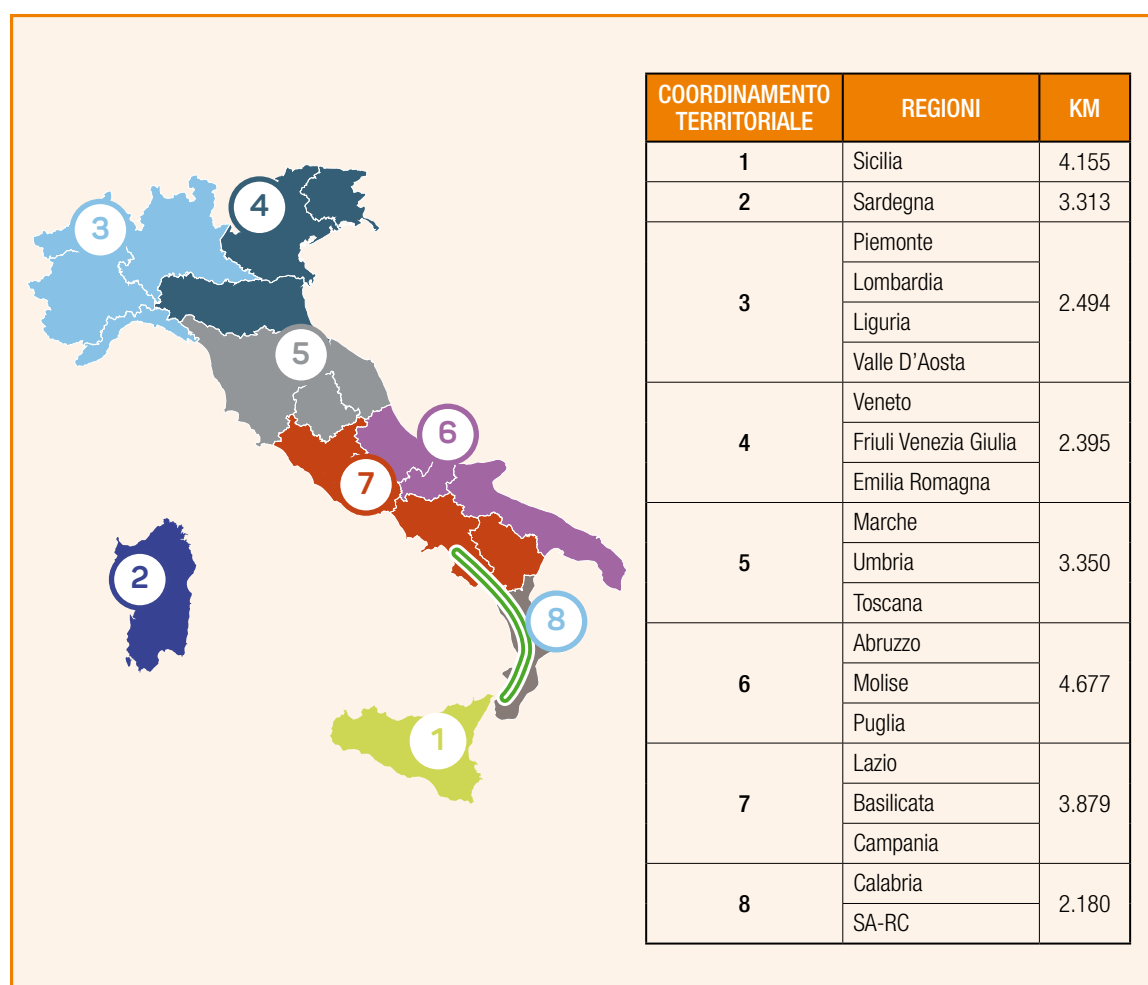 4
3
5
6
7
2
8
1
COORDINAMENTO
TERRITORIALE
REGIONI
KM
1
Sicilia
4.155
2
Sardegna
3.313
3
Piemonte
Lombardia
Liguria
Valle D’Aosta
2.494
4
Veneto
Friuli Venezia Giulia
Emilia Romagna
2.395
5
Marche
Umbria
Toscana
3.350
6
Abruzzo
Molise
Puglia
4.677
7
Lazio
Basilicata
Campania
3.879
8
Calabria
SA-RC
2.180